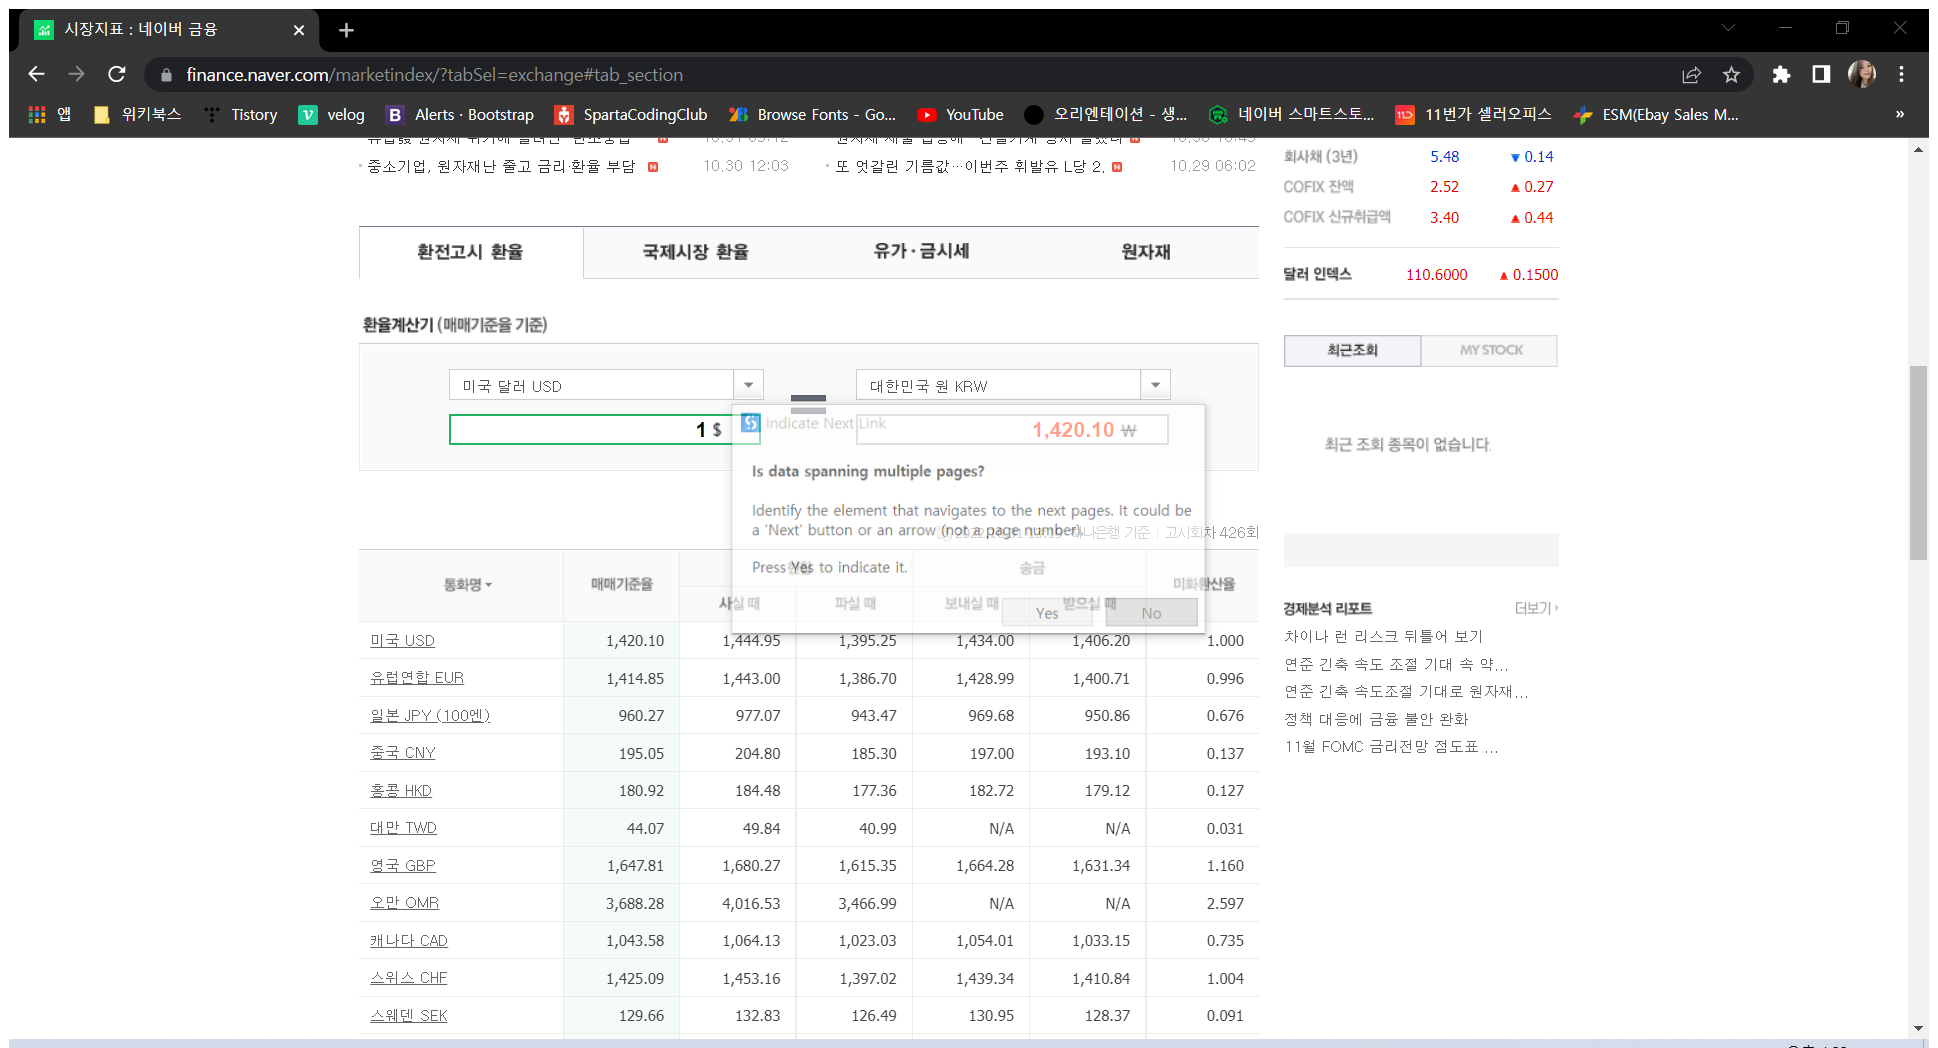 시장지표 : 네이버 금융
finance.naver.com/marketindex/?tabSel=exchange#tab_section
앱 위키북스 Tistory velog Alerts · Bootstrap SpartaCodingClub Browse Fonts - Go... YouTube 오리엔테이션 - 생... 네이버 스마트스토... 11번가 셀러오피스 ESM(Ebay Sales M... »
중소기업, 원자재난 줄고 금리·환율 부담 10.30 12:03
또 엇갈린 기름값…이번주 휘발유 L당 2. 10.29 06:02
환전고시 환율 국제시장 환율 유가·금시세 원자재
환율계산기 (매매기준율 기준)
미국 달러 USD 대한민국 원 KRW
1 $ 1,420.10 ₩
Indicate Next Link
Is data spanning multiple pages?
Identify the element that navigates to the next pages. It could be
a 'Next' button or an arrow (not a page number).
Press Yes to indicate it.
Yes No
하나은행 기준 고시회차 426회
통화명 매매기준율 현찰 송금 미화환산율
사실 때 파실 때 보내실 때 받으실 때
미국 USD 1,420.10 1,444.95 1,395.25 1,434.00 1,406.20 1.000
유럽연합 EUR 1,414.85 1,443.00 1,386.70 1,428.99 1,400.71 0.996
일본 JPY (100엔) 960.27 977.07 943.47 969.68 950.86 0.676
중국 CNY 195.05 204.80 185.30 197.00 193.10 0.137
홍콩 HKD 180.92 184.48 177.36 182.72 179.12 0.127
대만 TWD 44.07 49.84 40.99 N/A N/A 0.031
영국 GBP 1,647.81 1,680.27 1,615.35 1,664.28 1,631.34 1.160
오만 OMR 3,688.28 4,016.53 3,466.99 N/A N/A 2.597
캐나다 CAD 1,043.58 1,064.13 1,023.03 1,054.01 1,033.15 0.735
스위스 CHF 1,425.09 1,453.16 1,397.02 1,439.34 1,410.84 1.004
스웨덴 SEK 129.66 132.83 126.49 130.95 128.37 0.091
회사채 (3년) 5.48 ▼ 0.14
COFIX 잔액 2.52 ▲ 0.27
COFIX 신규취급액 3.40 ▲ 0.44
달러 인덱스 110.6000 ▲ 0.1500
최근조회 MY STOCK
최근 조회 종목이 없습니다.
경제분석 리포트 더보기
차이나 런 리스크 뒤틀어 보기
연준 긴축 속도 조절 기대 속 약...
연준 긴축 속도조절 기대로 원자재...
정책 대응에 금융 불안 완화
11월 FOMC 금리전망 점도표 ...